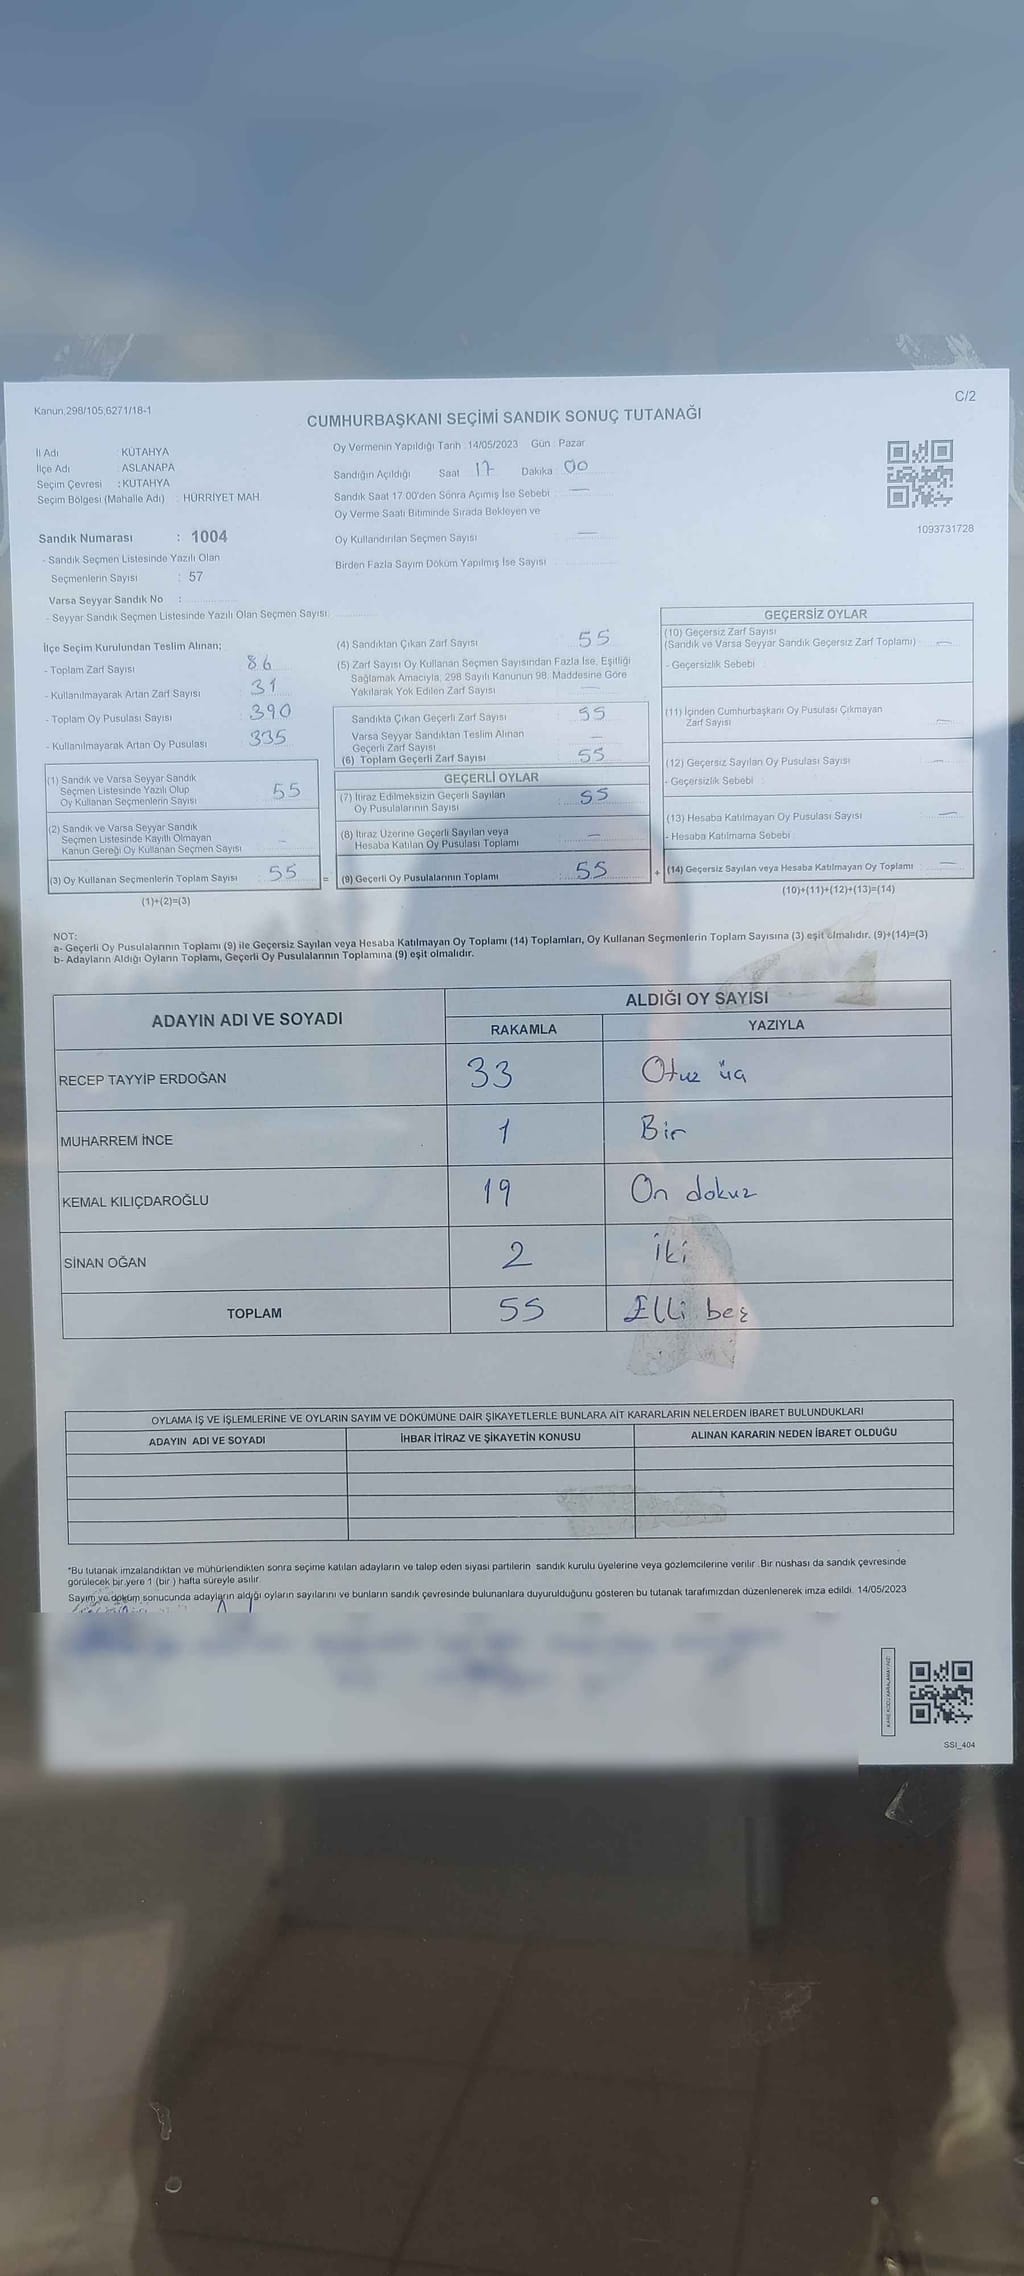 Kanun,298/105,6271/18-1
C/2
CUMHURBAŞKANI SEÇİMİ SANDIK SONUÇ TUTANAĞI
İl Adı : KÜTAHYA
İlçe Adı : ASLANAPA
Seçim Çevresi : KÜTAHYA
Seçim Bölgesi (Mahalle Adı) : HÜRRİYET MAH.
Oy Vermenin Yapıldığı Tarih : 14/05/2023 Gün : Pazar
Sandığın Açıldığı Saat 17 Dakika 00
Sandık Saat 17.00'den Sonra Açımış İse Sebebi : —
Oy Verme Saati Bitiminde Sırada Bekleyen ve
Oy Kullandırılan Seçmen Sayısı : —
Birden Fazla Sayım Döküm Yapılmış İse Sayısı
1093731728
Sandık Numarası : 1004
- Sandık Seçmen Listesinde Yazılı Olan
Seçmenlerin Sayısı : 57
Varsa Seyyar Sandık No :
- Seyyar Sandık Seçmen Listesinde Yazılı Olan Seçmen Sayısı:
İlçe Seçim Kurulundan Teslim Alınan;
- Toplam Zarf Sayısı : 86
- Kullanılmayarak Artan Zarf Sayısı : 31
- Toplam Oy Pusulası Sayısı : 390
- Kullanılmayarak Artan Oy Pusulası : 335
(1) Sandık ve Varsa Seyyar Sandık
Seçmen Listesinde Yazılı Olup
Oy Kullanan Seçmenlerin Sayısı : 55
(2) Sandık ve Varsa Seyyar Sandık
Seçmen Listesinde Kayıtlı Olmayan
Kanun Gereği Oy Kullanan Seçmen Sayısı : -
(3) Oy Kullanan Seçmenlerin Toplam Sayısı : 55
(1)+(2)=(3)
(4) Sandıktan Çıkan Zarf Sayısı : 55
(5) Zarf Sayısı Oy Kullanan Seçmen Sayısından Fazla İse, Eşitliği
Sağlamak Amacıyla, 298 Sayılı Kanunun 98. Maddesine Göre
Yakılarak Yok Edilen Zarf Sayısı : —
Sandıkta Çıkan Geçerli Zarf Sayısı : 55
Varsa Seyyar Sandıktan Teslim Alınan
Geçerli Zarf Sayısı : —
(6) Toplam Geçerli Zarf Sayısı : 55
GEÇERLİ OYLAR
(7) İtiraz Edilmeksizin Geçerli Sayılan
Oy Pusulalarının Sayısı : 55
(8) İtiraz Üzerine Geçerli Sayılan veya
Hesaba Katılan Oy Pusulası Toplamı : —
= (9) Geçerli Oy Pusulalarının Toplamı : 55 +
GEÇERSİZ OYLAR
(10) Geçersiz Zarf Sayısı
(Sandık ve Varsa Seyyar Sandık Geçersiz Zarf Toplamı) : —
- Geçersizlik Sebebi :
(11) İçinden Cumhurbaşkanı Oy Pusulası Çıkmayan
Zarf Sayısı : —
(12) Geçersiz Sayılan Oy Pusulası Sayısı : —
- Geçersizlik Sebebi :
(13) Hesaba Katılmayan Oy Pusulası Sayısı : —
- Hesaba Katılmama Sebebi :
(14) Geçersiz Sayılan veya Hesaba Katılmayan Oy Toplamı : —
(10)+(11)+(12)+(13)=(14)
NOT:
a- Geçerli Oy Pusulalarının Toplamı (9) ile Geçersiz Sayılan veya Hesaba Katılmayan Oy Toplamı (14) Toplamları, Oy Kullanan Seçmenlerin Toplam Sayısına (3) eşit olmalıdır. (9)+(14)=(3)
b- Adayların Aldığı Oyların Toplamı, Geçerli Oy Pusulalarının Toplamına (9) eşit olmalıdır.
ADAYIN ADI VE SOYADI
ALDIĞI OY SAYISI
RAKAMLA YAZIYLA
RECEP TAYYİP ERDOĞAN 33 Otuz üç
MUHARREM İNCE 1 Bir
KEMAL KILIÇDAROĞLU 19 On dokuz
SİNAN OĞAN 2 İki
TOPLAM 55 Elli beş
OYLAMA İŞ VE İŞLEMLERİNE VE OYLARIN SAYIM VE DÖKÜMÜNE DAİR ŞİKAYETLERLE BUNLARA AİT KARARLARIN NELERDEN İBARET BULUNDUKLARI
ADAYIN ADI VE SOYADI İHBAR İTİRAZ VE ŞİKAYETİN KONUSU ALINAN KARARIN NEDEN İBARET OLDUĞU
*Bu tutanak imzalandıktan ve mühürlendikten sonra seçime katılan adayların ve talep eden siyasi partilerin sandık kurulu üyelerine veya gözlemcilerine verilir. Bir nüshası da sandık çevresinde
görülecek bir yere 1 (bir ) hafta süreyle asılır.
Sayım ve döküm sonucunda adayların aldığı oyların sayılarını ve bunların sandık çevresinde bulunanlara duyurulduğunu gösteren bu tutanak tarafımızdan düzenlenerek imza edildi. 14/05/2023
SSI_404